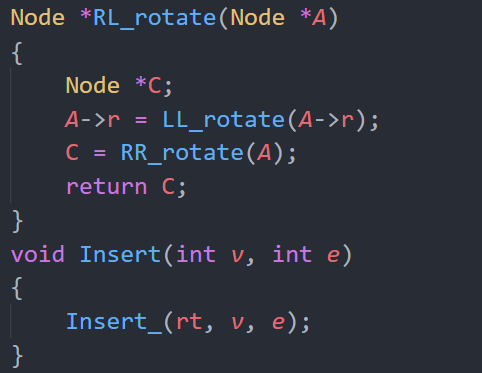 Node *RL_rotate(Node *A)
{
    Node *C;
    A->r = LL_rotate(A->r);
    C = RR_rotate(A);
    return C;
}
void Insert(int v, int e)
{
    Insert_(rt, v, e);
}